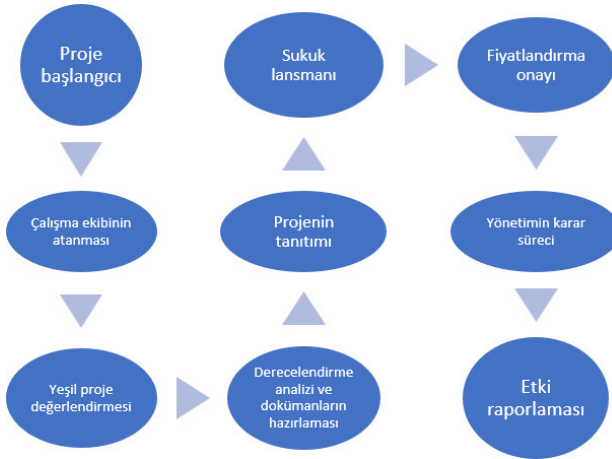 Proje
başlangıcı
Çalışma ekibinin
atanması
Yeşil proje
değerlendirmesi
Derecelendirme
analizi ve
dokümanların
hazırlaması
Projenin
tanıtımı
Sukuk
lansmanı
Fiyatlandırma
onayı
Yönetimin karar
süreci
Etki
raporlaması